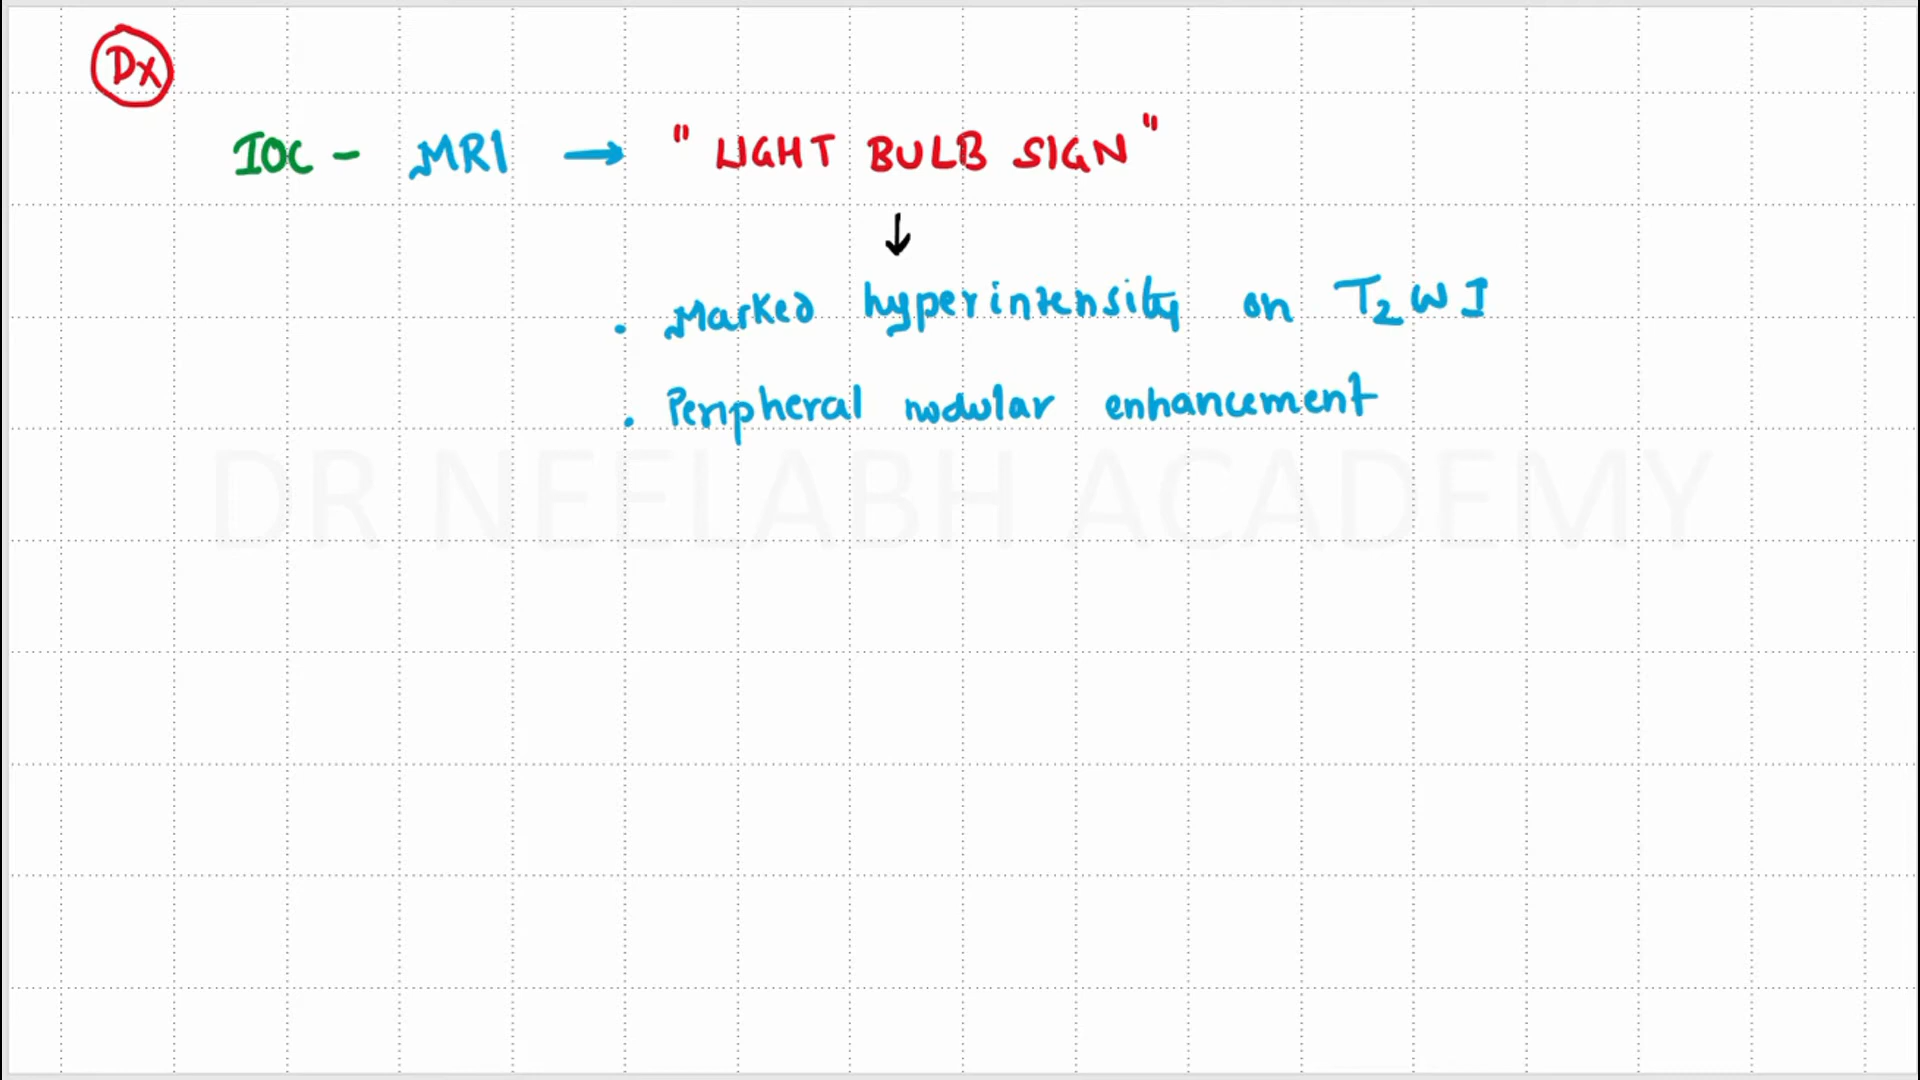 Dx
IOC - MRI → "LIGHT BULB SIGN"
↓
. Marked hyperintensity on T2WI
. Peripheral nodular enhancement
DR NEELABH ACADEMY